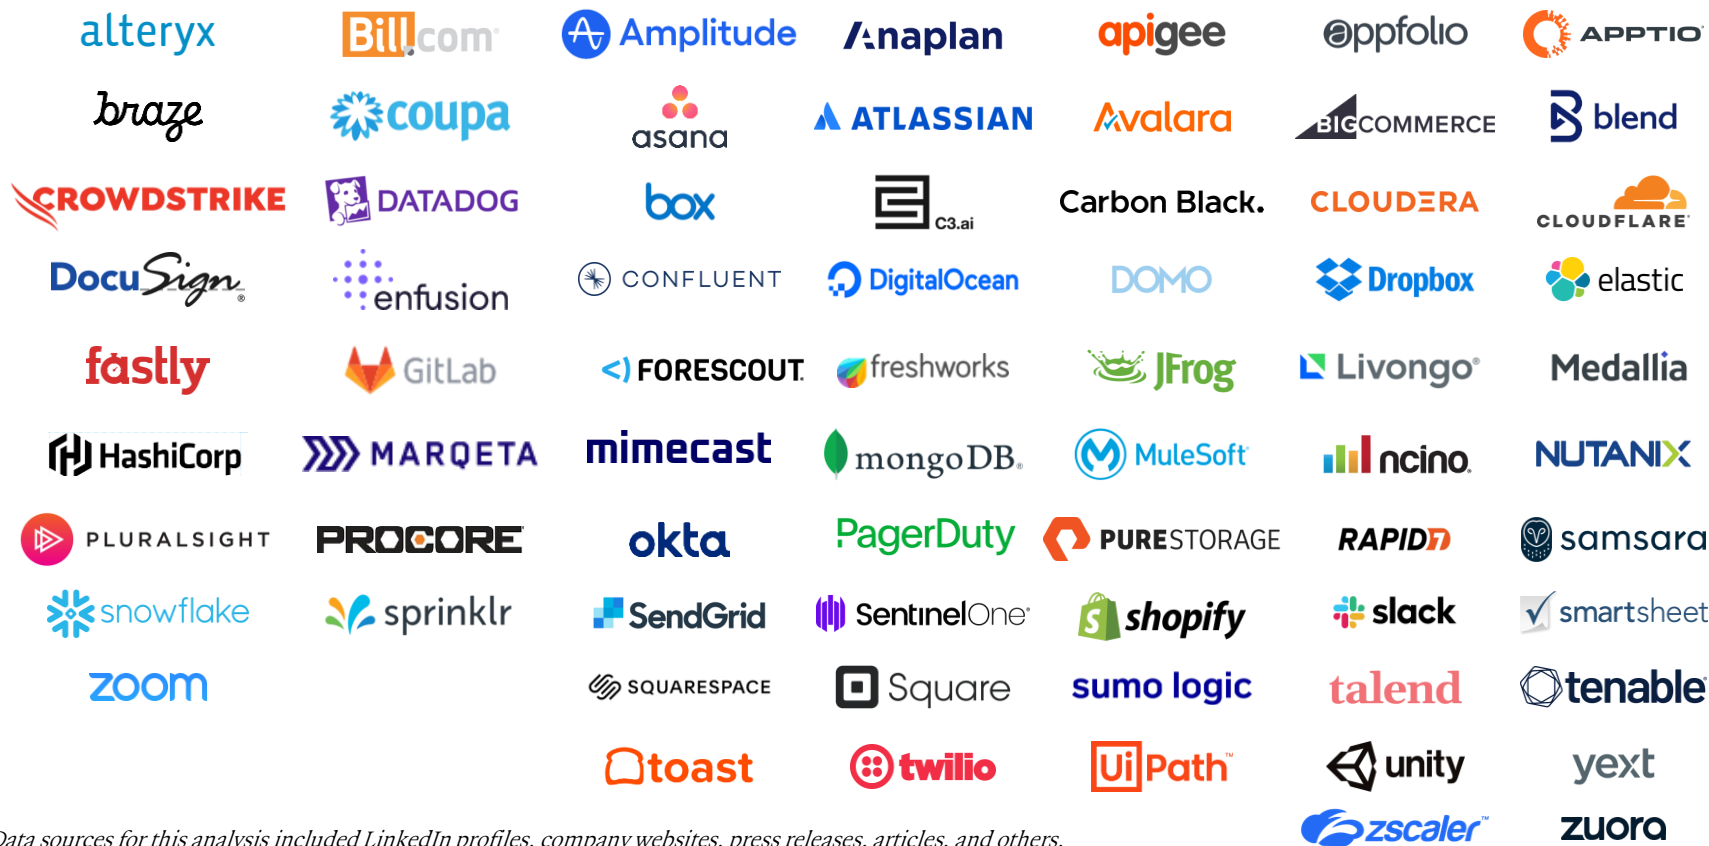 alteryx Bill.com Amplitude Anaplan apigee appfolio APPTIO
braze coupa asana ATLASSIAN Avalara BIGCOMMERCE blend
CROWDSTRIKE DATADOG box C3.ai Carbon Black. CLOUDERA CLOUDFLARE
DocuSign enfusion CONFLUENT DigitalOcean DOMO Dropbox elastic
fastly GitLab FORESCOUT. freshworks JFrog Livongo Medallia
HashiCorp MARQETA mimecast mongoDB MuleSoft ncino NUTANIX
PLURALSIGHT PROCORE okta PagerDuty PURESTORAGE RAPID7 samsara
snowflake sprinklr SendGrid SentinelOne shopify slack smartsheet
zoom SQUARESPACE Square sumo logic talend tenable
toast twilio UiPath unity yext
zscaler zuora
Data sources for this analysis included LinkedIn profiles, company websites, press releases, articles, and others.